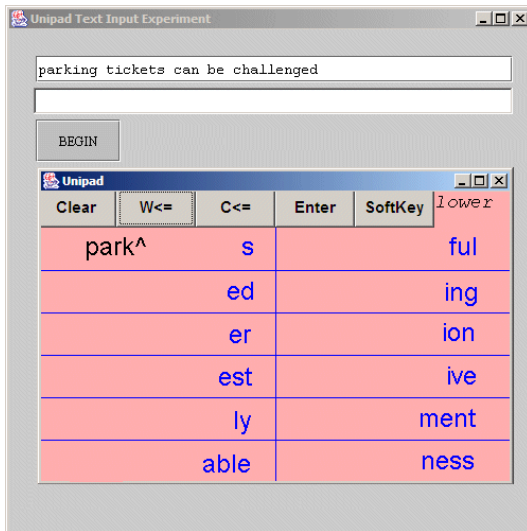 Unipad Text Input Experiment
parking tickets can be challenged
BEGIN
Unipad
Clear W<= C<= Enter SoftKey lower
park^ s ful
ed ing
er ion
est ive
ly ment
able ness